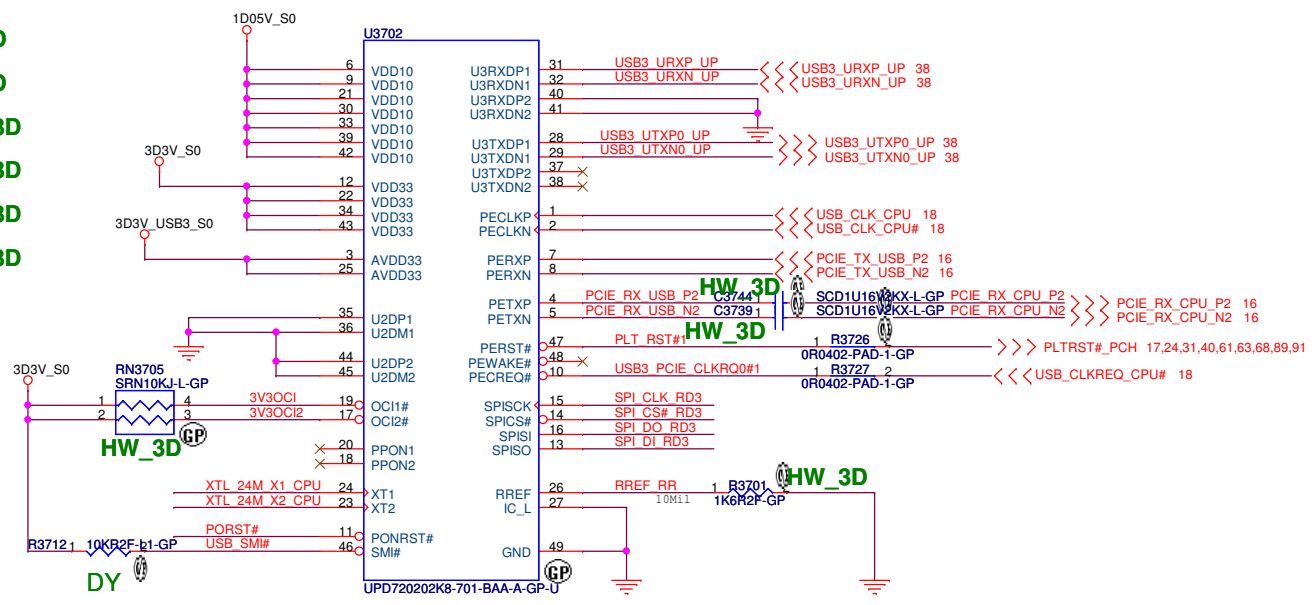 1D05V_S0
D
D
3D
3D
3D
3D
U3702
6 VDD10
9 VDD10
21 VDD10
30 VDD10
33 VDD10
39 VDD10
42 VDD10
3D3V_S0
12 VDD33
22 VDD33
34 VDD33
43 VDD33
3D3V_USB3_S0
3 AVDD33
25 AVDD33
35 U2DP1
36 U2DM1
44 U2DP2
45 U2DM2
3D3V_S0
RN3705
SRN10KJ-L-GP
1 4 3V3OCI 19 OCI1#
2 3 3V3OCI2 17 OCI2#
GP
HW_3D
20 PPON1
18 PPON2
XTL_24M_X1_CPU 24 XT1
XTL_24M_X2_CPU 23 XT2
PORST# 11 PONRST#
R3712 1 10KR2F-L1-GP USB_SMI# 46 SMI#
DY
U3RXDP1 31 USB3_URXP_UP USB3_URXP_UP 38
U3RXDN1 32 USB3_URXN_UP USB3_URXN_UP 38
U3RXDP2 40
U3RXDN2 41
U3TXDP1 28 USB3_UTXP0_UP USB3_UTXP0_UP 38
U3TXDN1 29 USB3_UTXN0_UP USB3_UTXN0_UP 38
U3TXDP2 37
U3TXDN2 38
PECLKP 1 USB_CLK_CPU 18
PECLKN 2 USB_CLK_CPU# 18
PERXP 7 PCIE_TX_USB_P2 16
PERXN 8 PCIE_TX_USB_N2 16
HW_3D
PETXP 4 PCIE_RX_USB_P2 C3744 1 SCD1U16V2KX-L-GP PCIE_RX_CPU_P2 PCIE_RX_CPU_P2 16
PETXN 5 PCIE_RX_USB_N2 C3739 1 SCD1U16V2KX-L-GP PCIE_RX_CPU_N2 PCIE_RX_CPU_N2 16
HW_3D
PERST# 47 PLT_RST#1 1 R3726 2 PLTRST#_PCH 17,24,31,40,61,63,68,89,91
0R0402-PAD-1-GP
PEWAKE# 48
PECREQ# 10 USB3_PCIE_CLKRQ0#1 1 R3727 2 USB_CLKREQ_CPU# 18
0R0402-PAD-1-GP
SPISCK 15 SPI_CLK_RD3
SPICS# 14 SPI_CS#_RD3
SPISI 16 SPI_DO_RD3
SPISO 13 SPI_DI_RD3
HW_3D
RREF 26 RREF_RR 1 R3701
10Mil 1K6R2F-GP
IC_L 27
GND 49
GP
UPD720202K8-701-BAA-A-GP-U